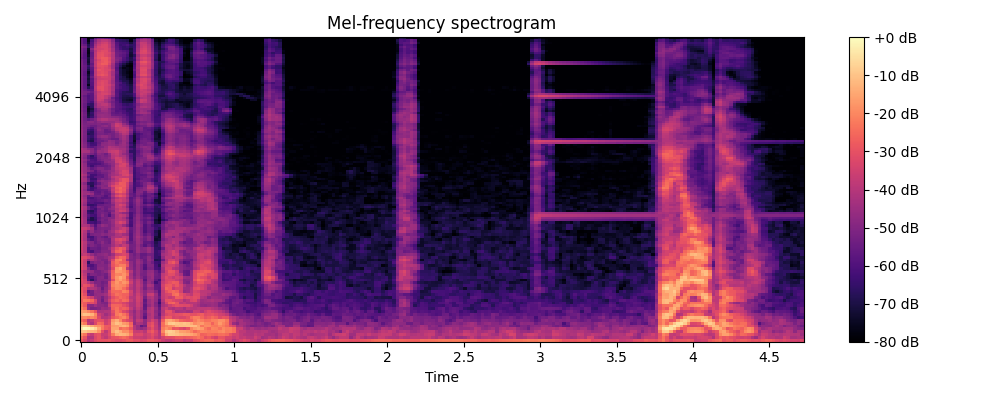 Mel-frequency spectrogram
Hz
4096
2048
1024
512
0
0
0.5
1
1.5
2
2.5
3
3.5
4
4.5
Time
+0 dB
-10 dB
-20 dB
-30 dB
-40 dB
-50 dB
-60 dB
-70 dB
-80 dB